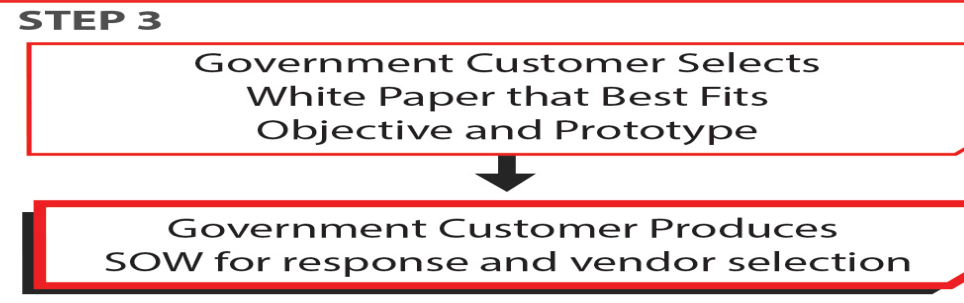 STEP 3
Government Customer Selects
White Paper that Best Fits
Objective and Prototype
Government Customer Produces
SOW for response and vendor selection